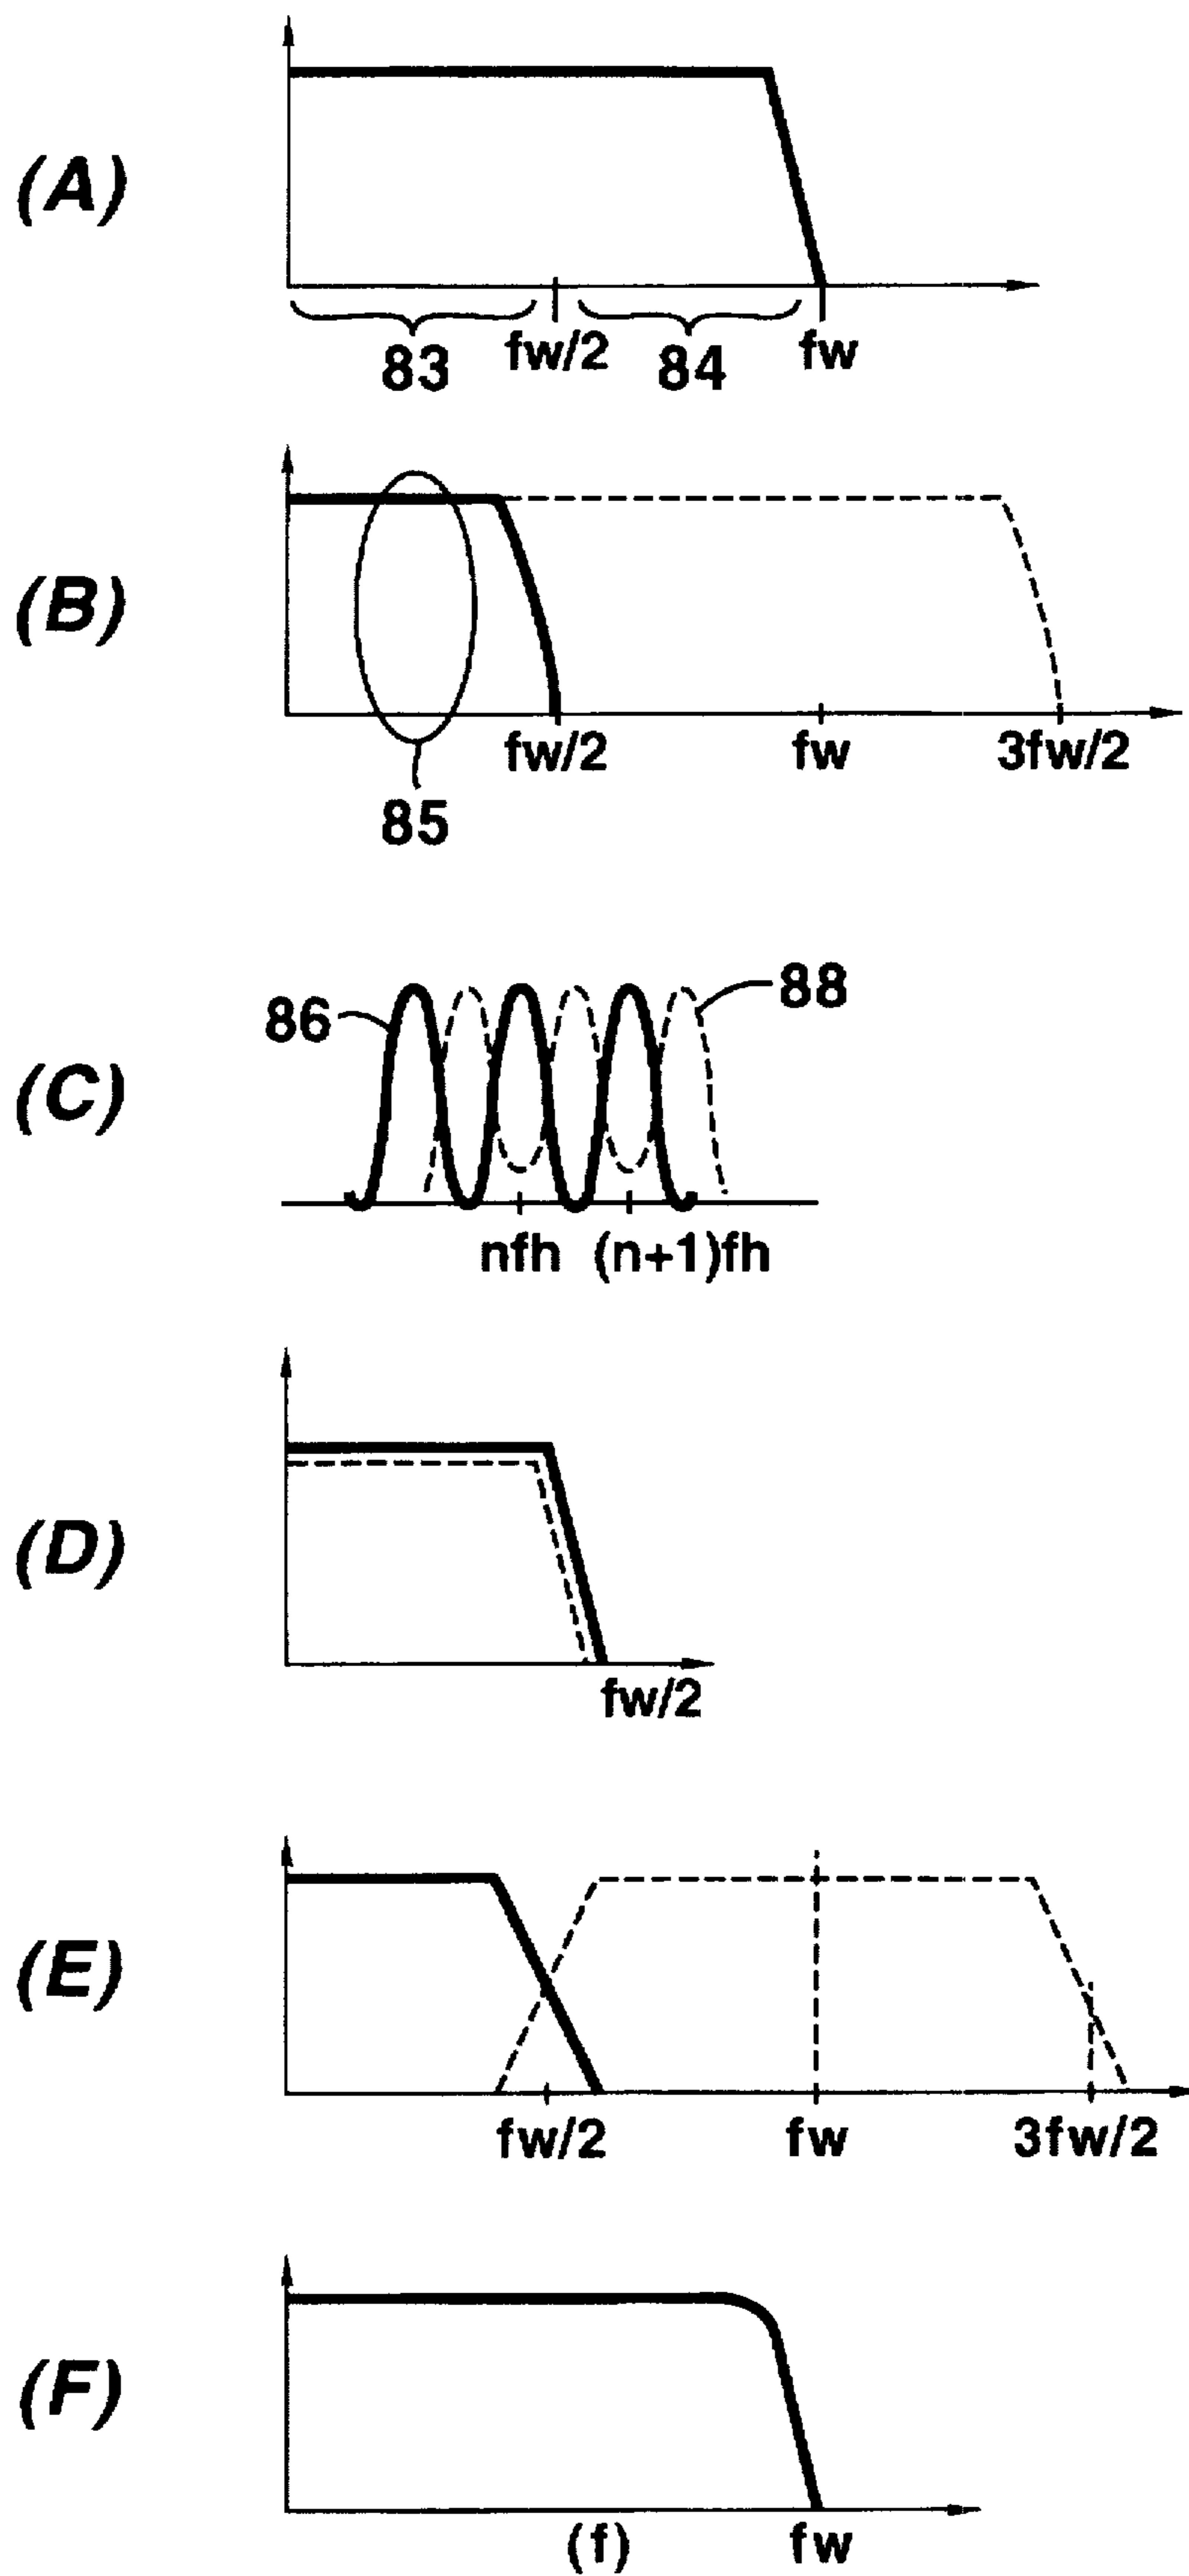 (A)
83 fw/2 84 fw
(B)
fw/2 fw 3fw/2
85
(C)
86 88
nfh (n+1)fh
(D)
fw/2
(E)
fw/2 fw 3fw/2
(F)
(f) fw